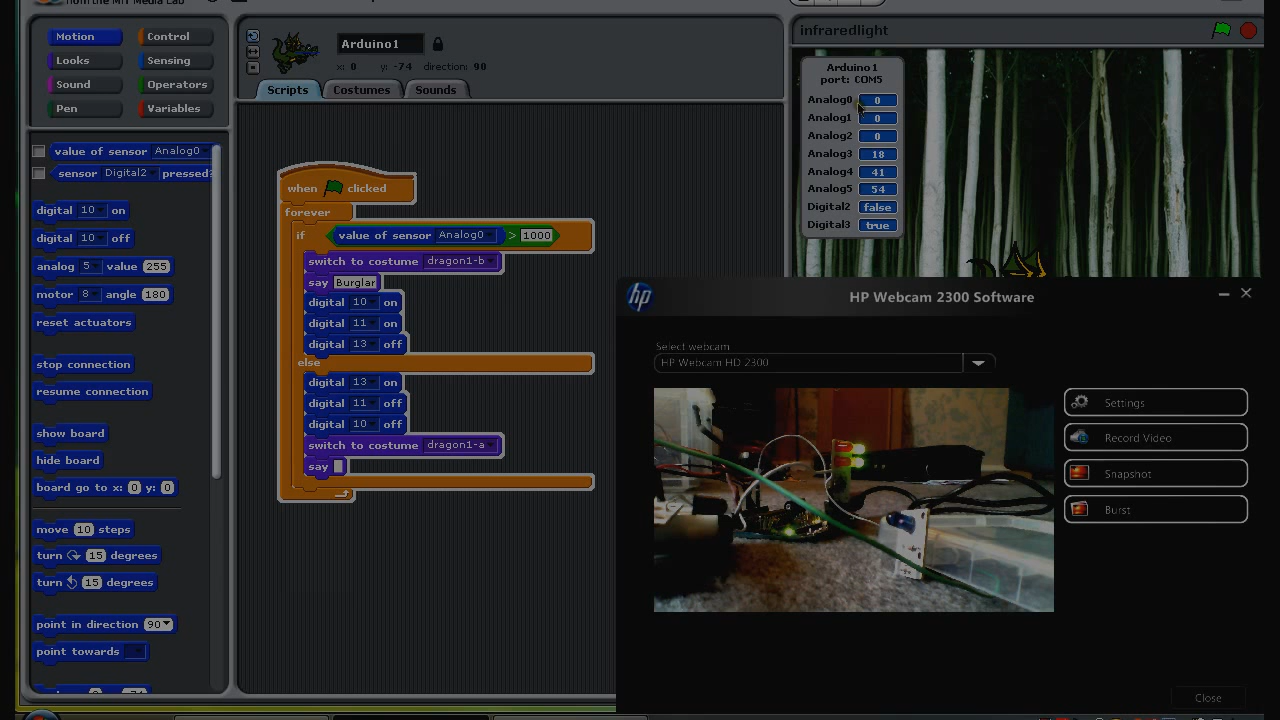 from the MIT Media Lab
Motion
Control
Looks
Sensing
Sound
Operators
Pen
Variables
value of sensor Analog0
sensor Digital2 pressed?
digital 10 on
digital 10 off
analog 5 value 255
motor 8 angle 180
reset actuators
stop connection
resume connection
show board
hide board
board go to x: 0 y: 0
move 10 steps
turn 15 degrees
turn 15 degrees
point in direction 90
point towards
Arduino1
x: 0 y: -74 direction: 90
Scripts
Costumes
Sounds
when clicked
forever
if value of sensor Analog0 > 1000
switch to costume dragon1-b
say Burglar
digital 10 on
digital 11 on
digital 13 off
else
digital 13 on
digital 11 off
digital 10 off
switch to costume dragon1-a
say
infraredlight
Arduino1
port: COM5
Analog0 0
Analog1 0
Analog2 0
Analog3 18
Analog4 41
Analog5 54
Digital2 false
Digital3 true
hp
HP Webcam 2300 Software
Select webcam
HP Webcam HD 2300
Settings
Record Video
Snapshot
Burst
Close